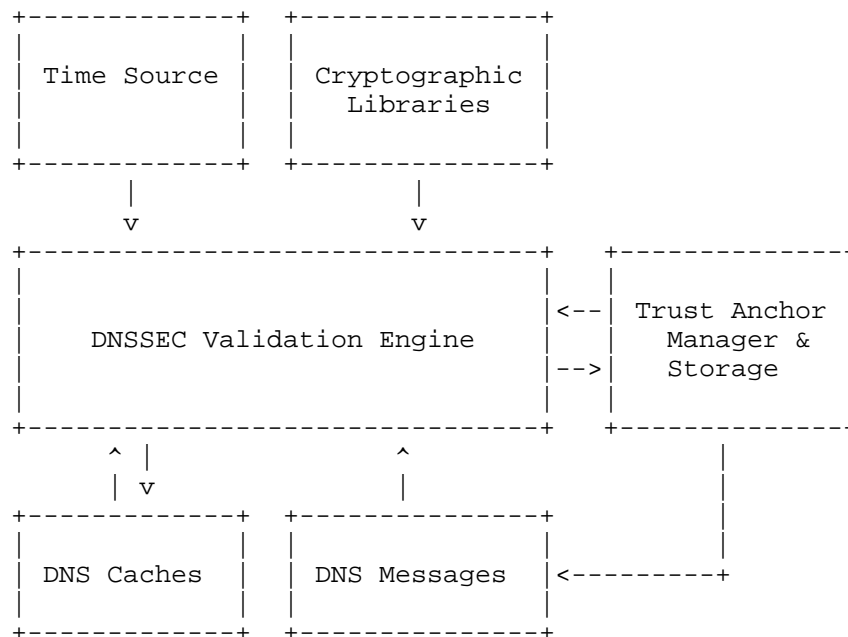 Time Source
Cryptographic
Libraries
DNSSEC Validation Engine
Trust Anchor
Manager &
Storage
DNS Caches
DNS Messages